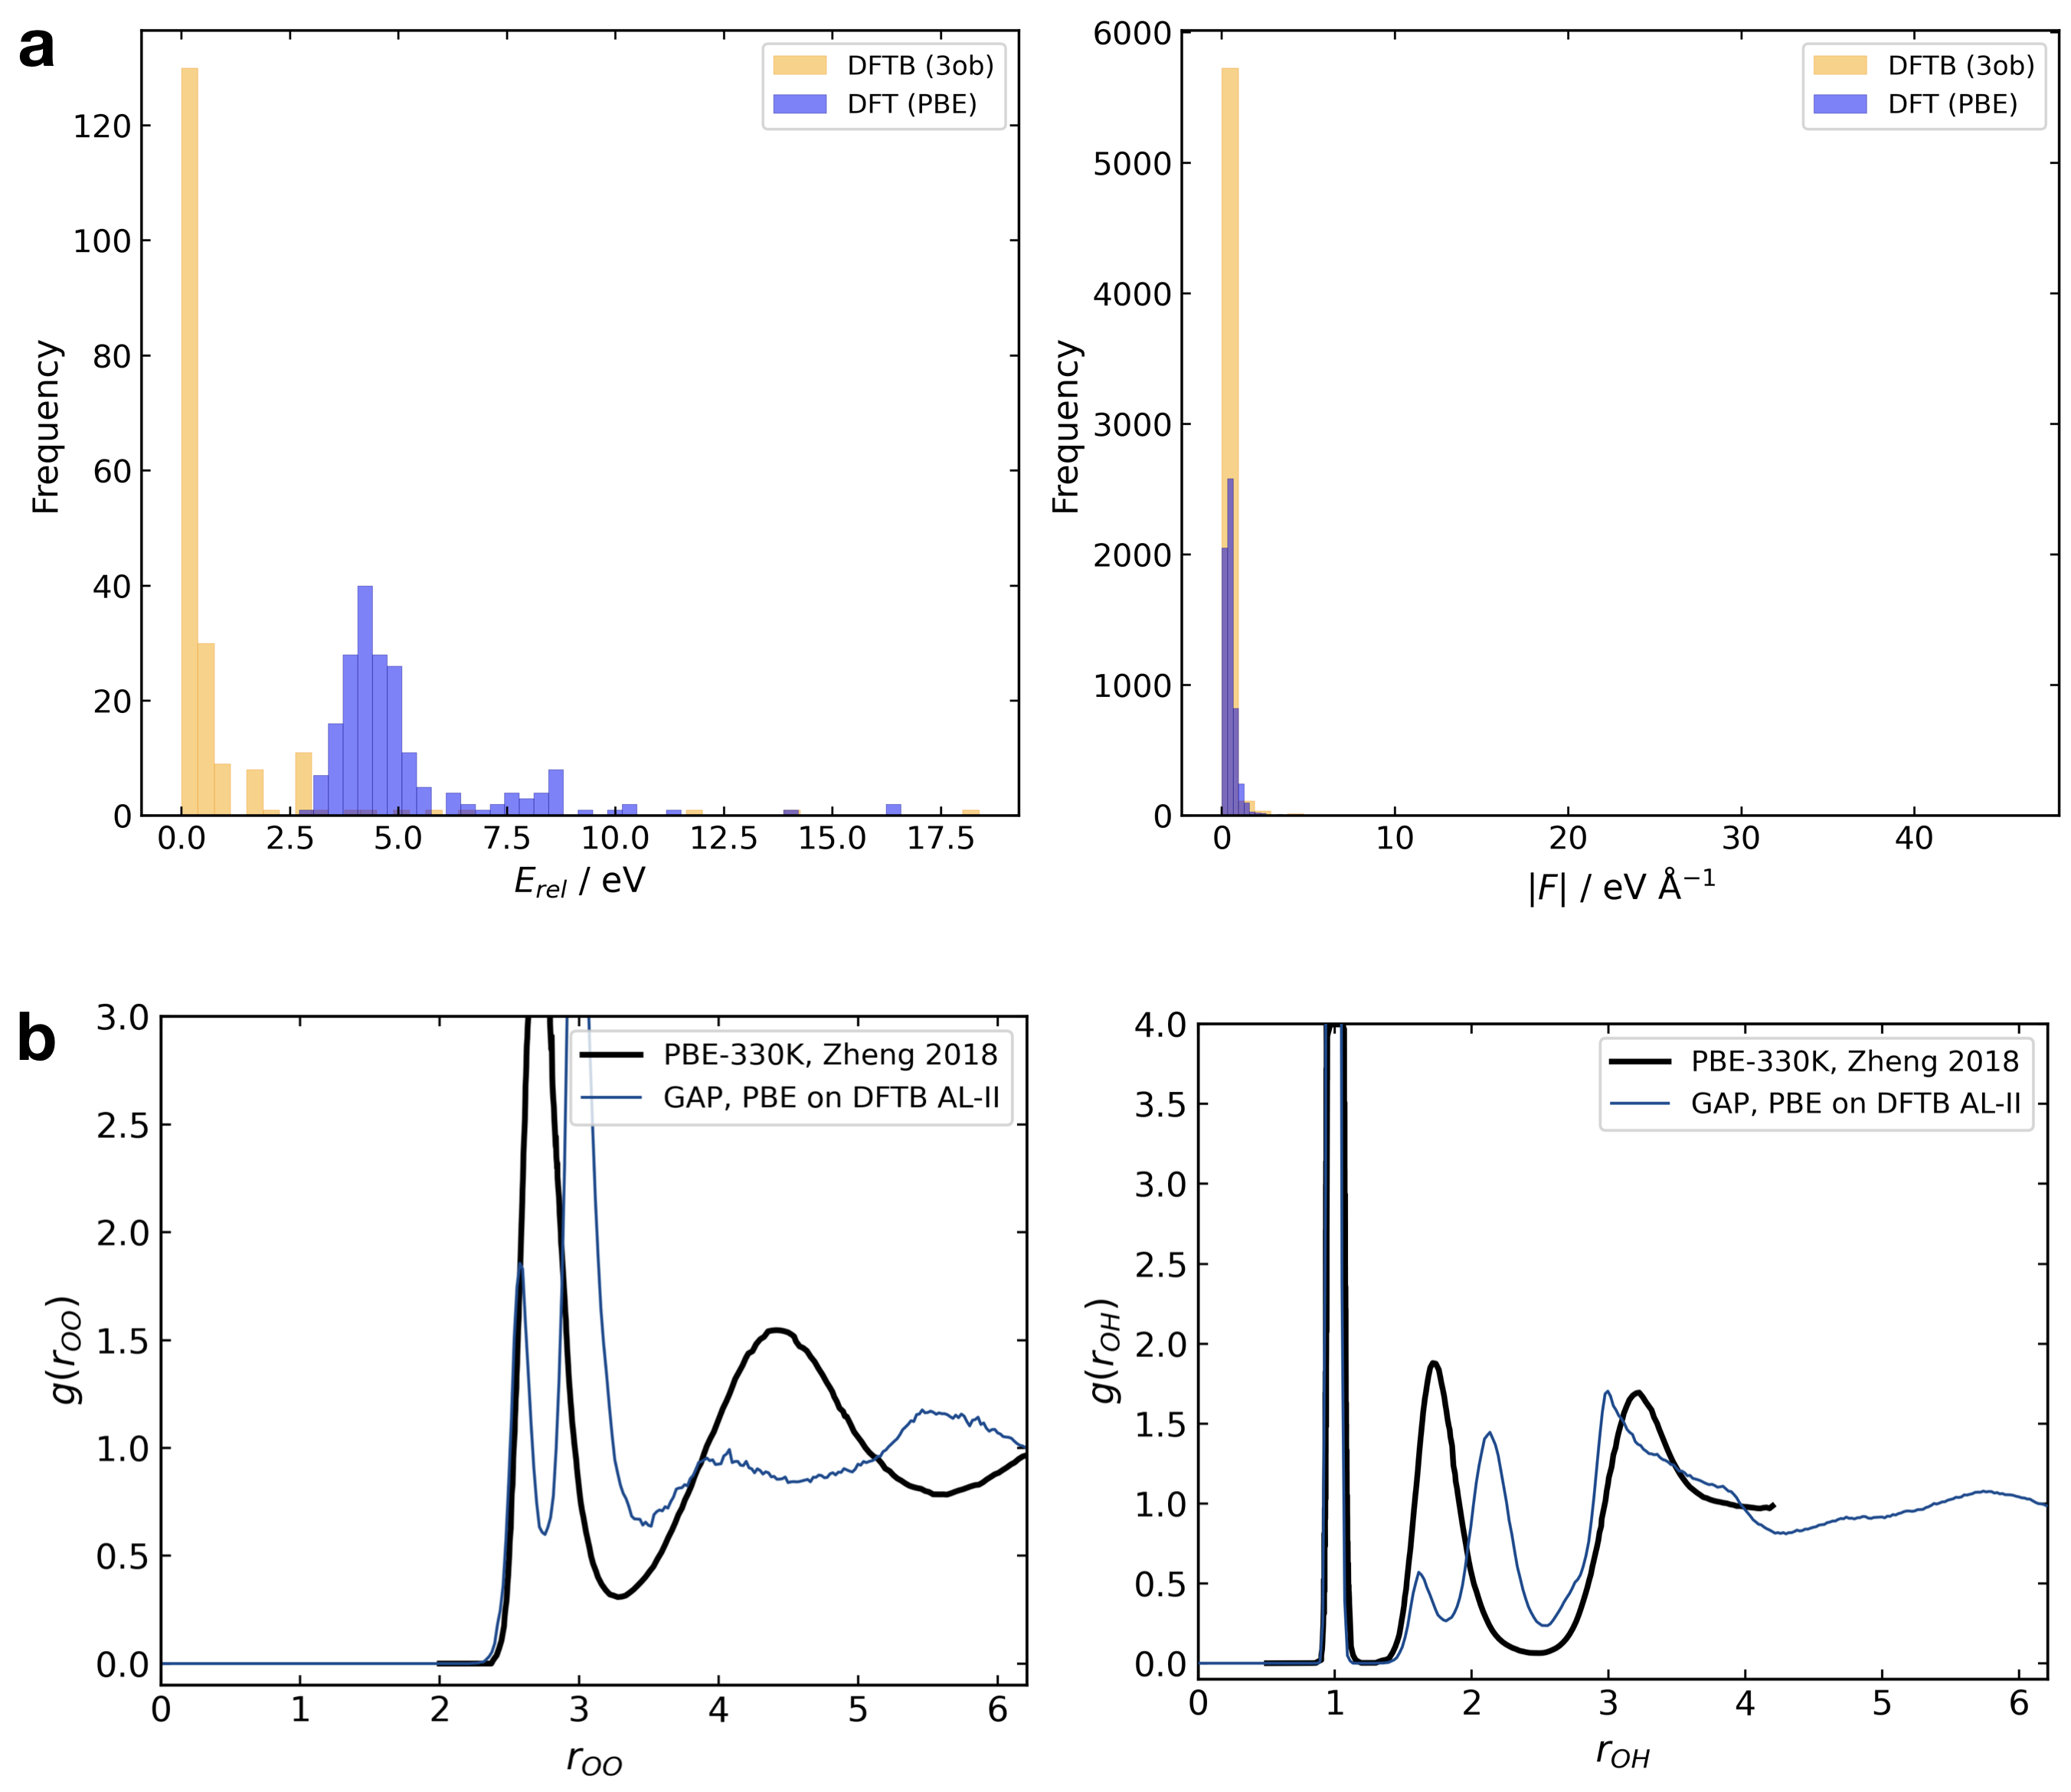 a
DFTB (3ob)
DFT (PBE)
120
100
80
60
40
20
0
Frequency
0.0 2.5 5.0 7.5 10.0 12.5 15.0 17.5
E_rel / eV
DFTB (3ob)
DFT (PBE)
6000
5000
4000
3000
2000
1000
0
Frequency
0 10 20 30 40
|F| / eV Å⁻¹
b
PBE-330K, Zheng 2018
GAP, PBE on DFTB AL-II
3.0
2.5
2.0
1.5
1.0
0.5
0.0
g(r_OO)
0 1 2 3 4 5 6
r_OO
PBE-330K, Zheng 2018
GAP, PBE on DFTB AL-II
4.0
3.5
3.0
2.5
2.0
1.5
1.0
0.5
0.0
g(r_OH)
0 1 2 3 4 5 6
r_OH